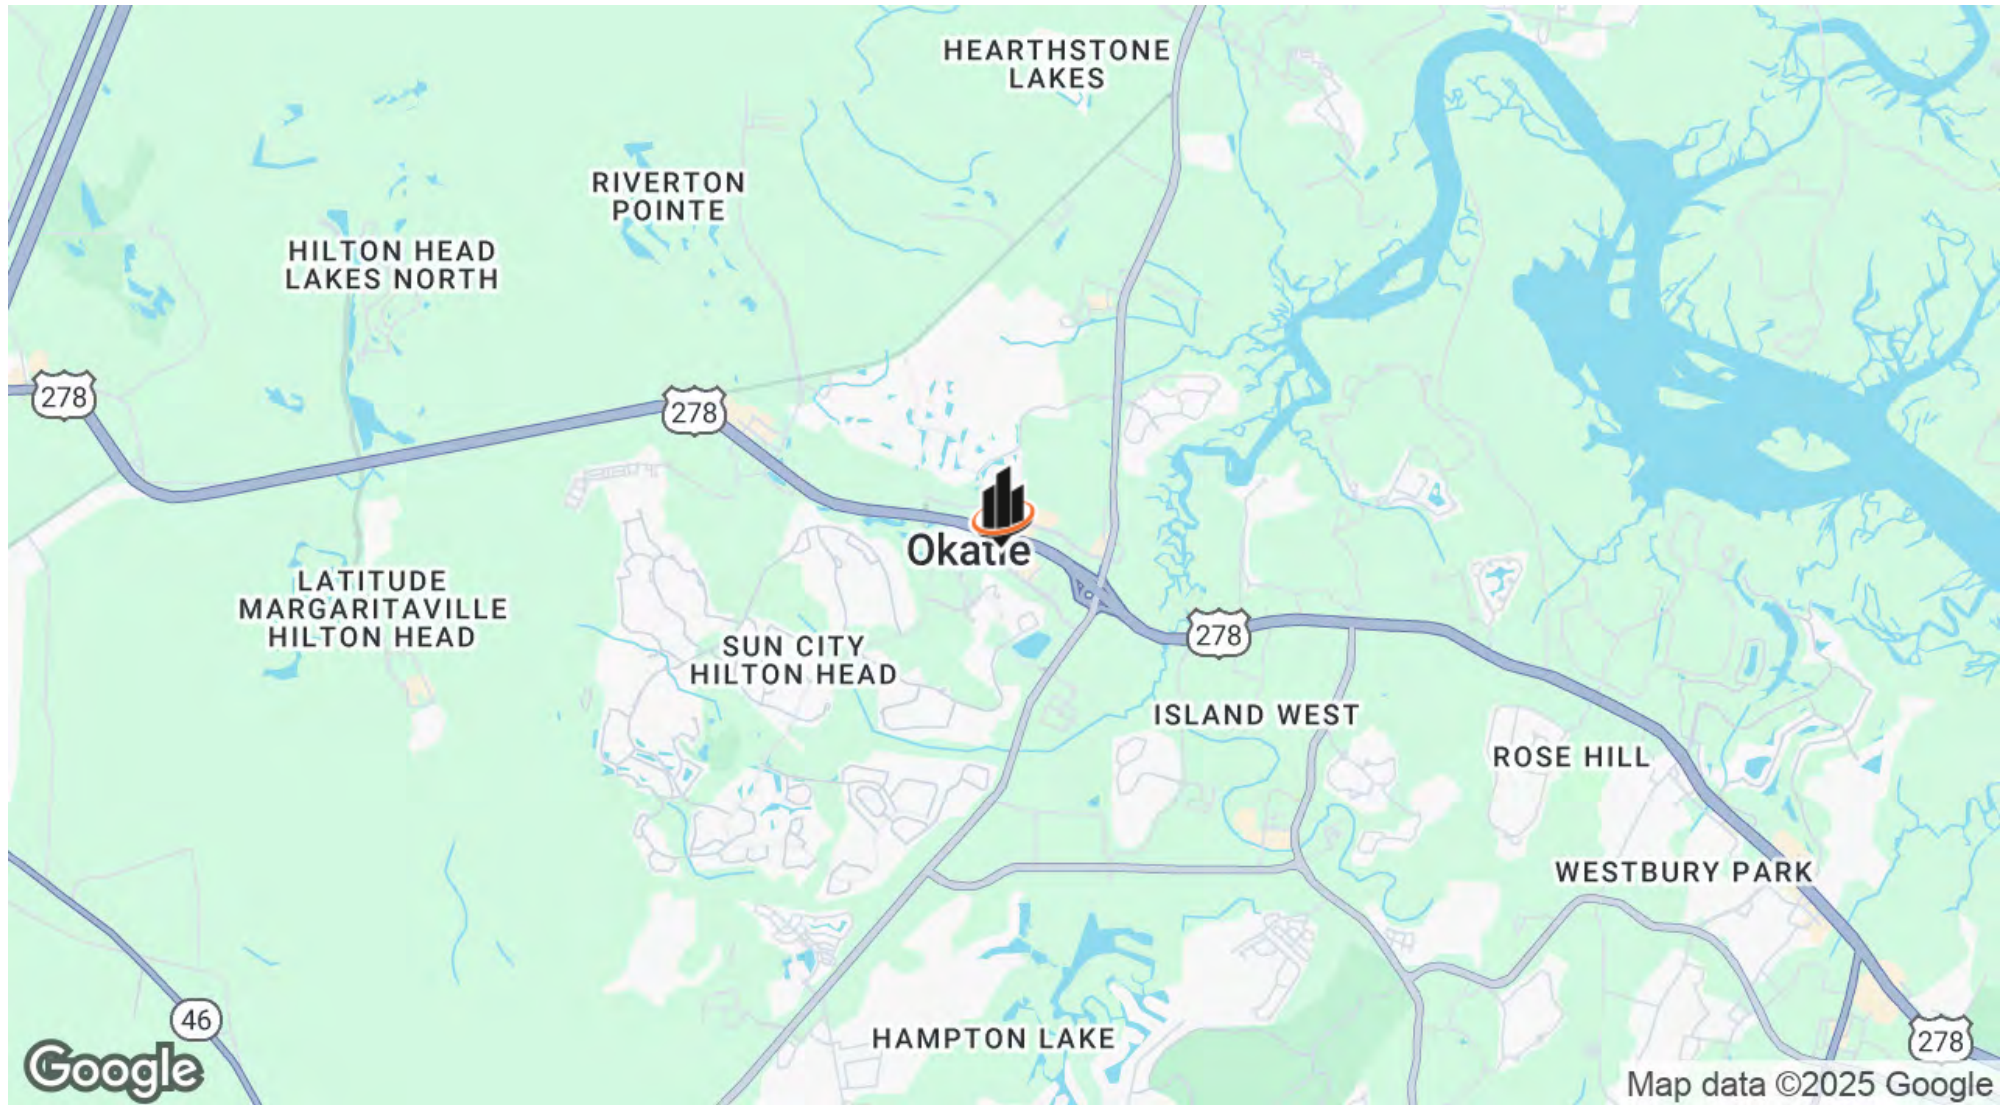 HEARTHSTONE
LAKES
RIVERTON
POINTE
HILTON HEAD
LAKES NORTH
278
278
Okatie
LATITUDE
MARGARITAVILLE
HILTON HEAD
SUN CITY
HILTON HEAD
278
ISLAND WEST
ROSE HILL
WESTBURY PARK
46
HAMPTON LAKE
278
Google
Map data ©2025 Google